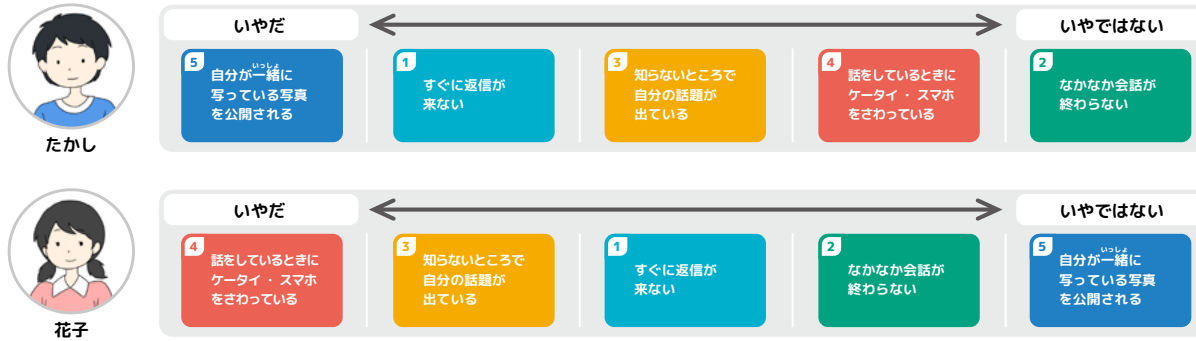 いやだ
いやではない
5
いっしょ
自分が一緒に
写っている写真
を公開される
1
すぐに返信が
来ない
3
知らないところで
自分の話題が
出ている
4
話をしているときに
ケータイ・スマホ
をさわっている
2
なかなか会話が
終わらない
たかし
いやだ
いやではない
4
話をしているときに
ケータイ・スマホ
をさわっている
3
知らないところで
自分の話題が
出ている
1
すぐに返信が
来ない
2
なかなか会話が
終わらない
5
いっしょ
自分が一緒に
写っている写真
を公開される
花子